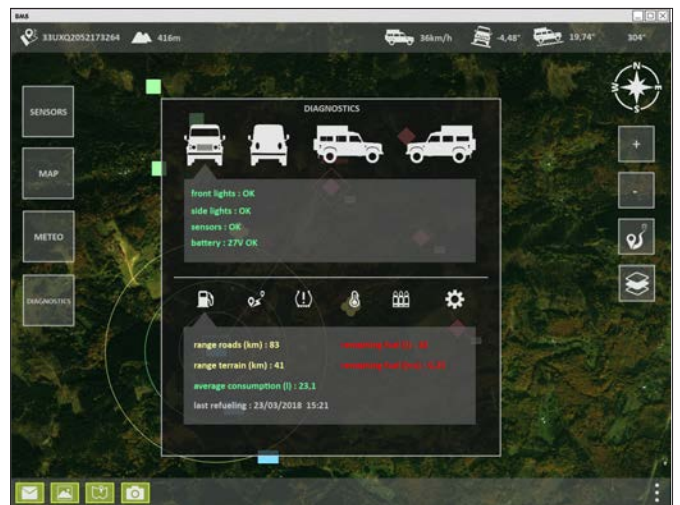 BMS
33UXQ2052173264 416m 36km/h -4,48° 19,74° 304°
N
W E
S
SENSORS
MAP
METEO
DIAGNOSTICS
+
-
DIAGNOSTICS
front lights : OK
side lights : OK
sensors : OK
battery : 27V OK
range roads (km) : 83
range terrain (km) : 41
average consumption (l) : 23,1
last refueling : 23/03/2018 15:21